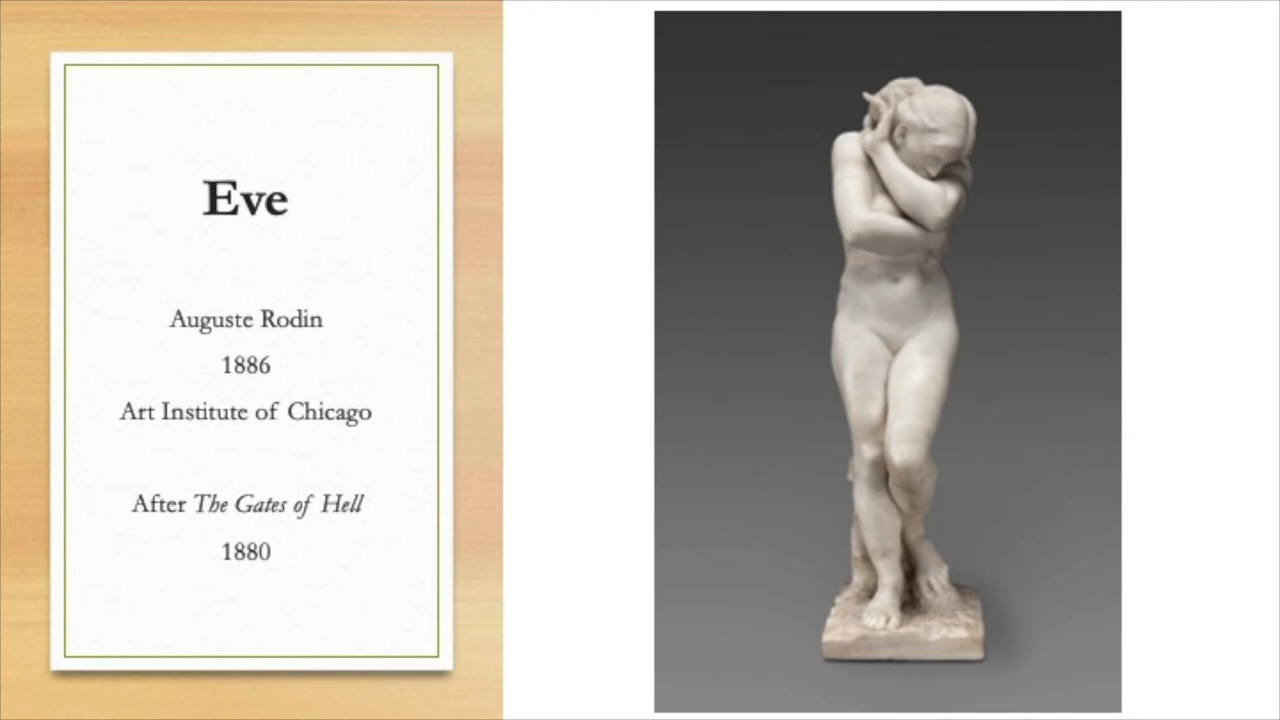 Eve
Auguste Rodin
1886
Art Institute of Chicago
After The Gates of Hell
1880